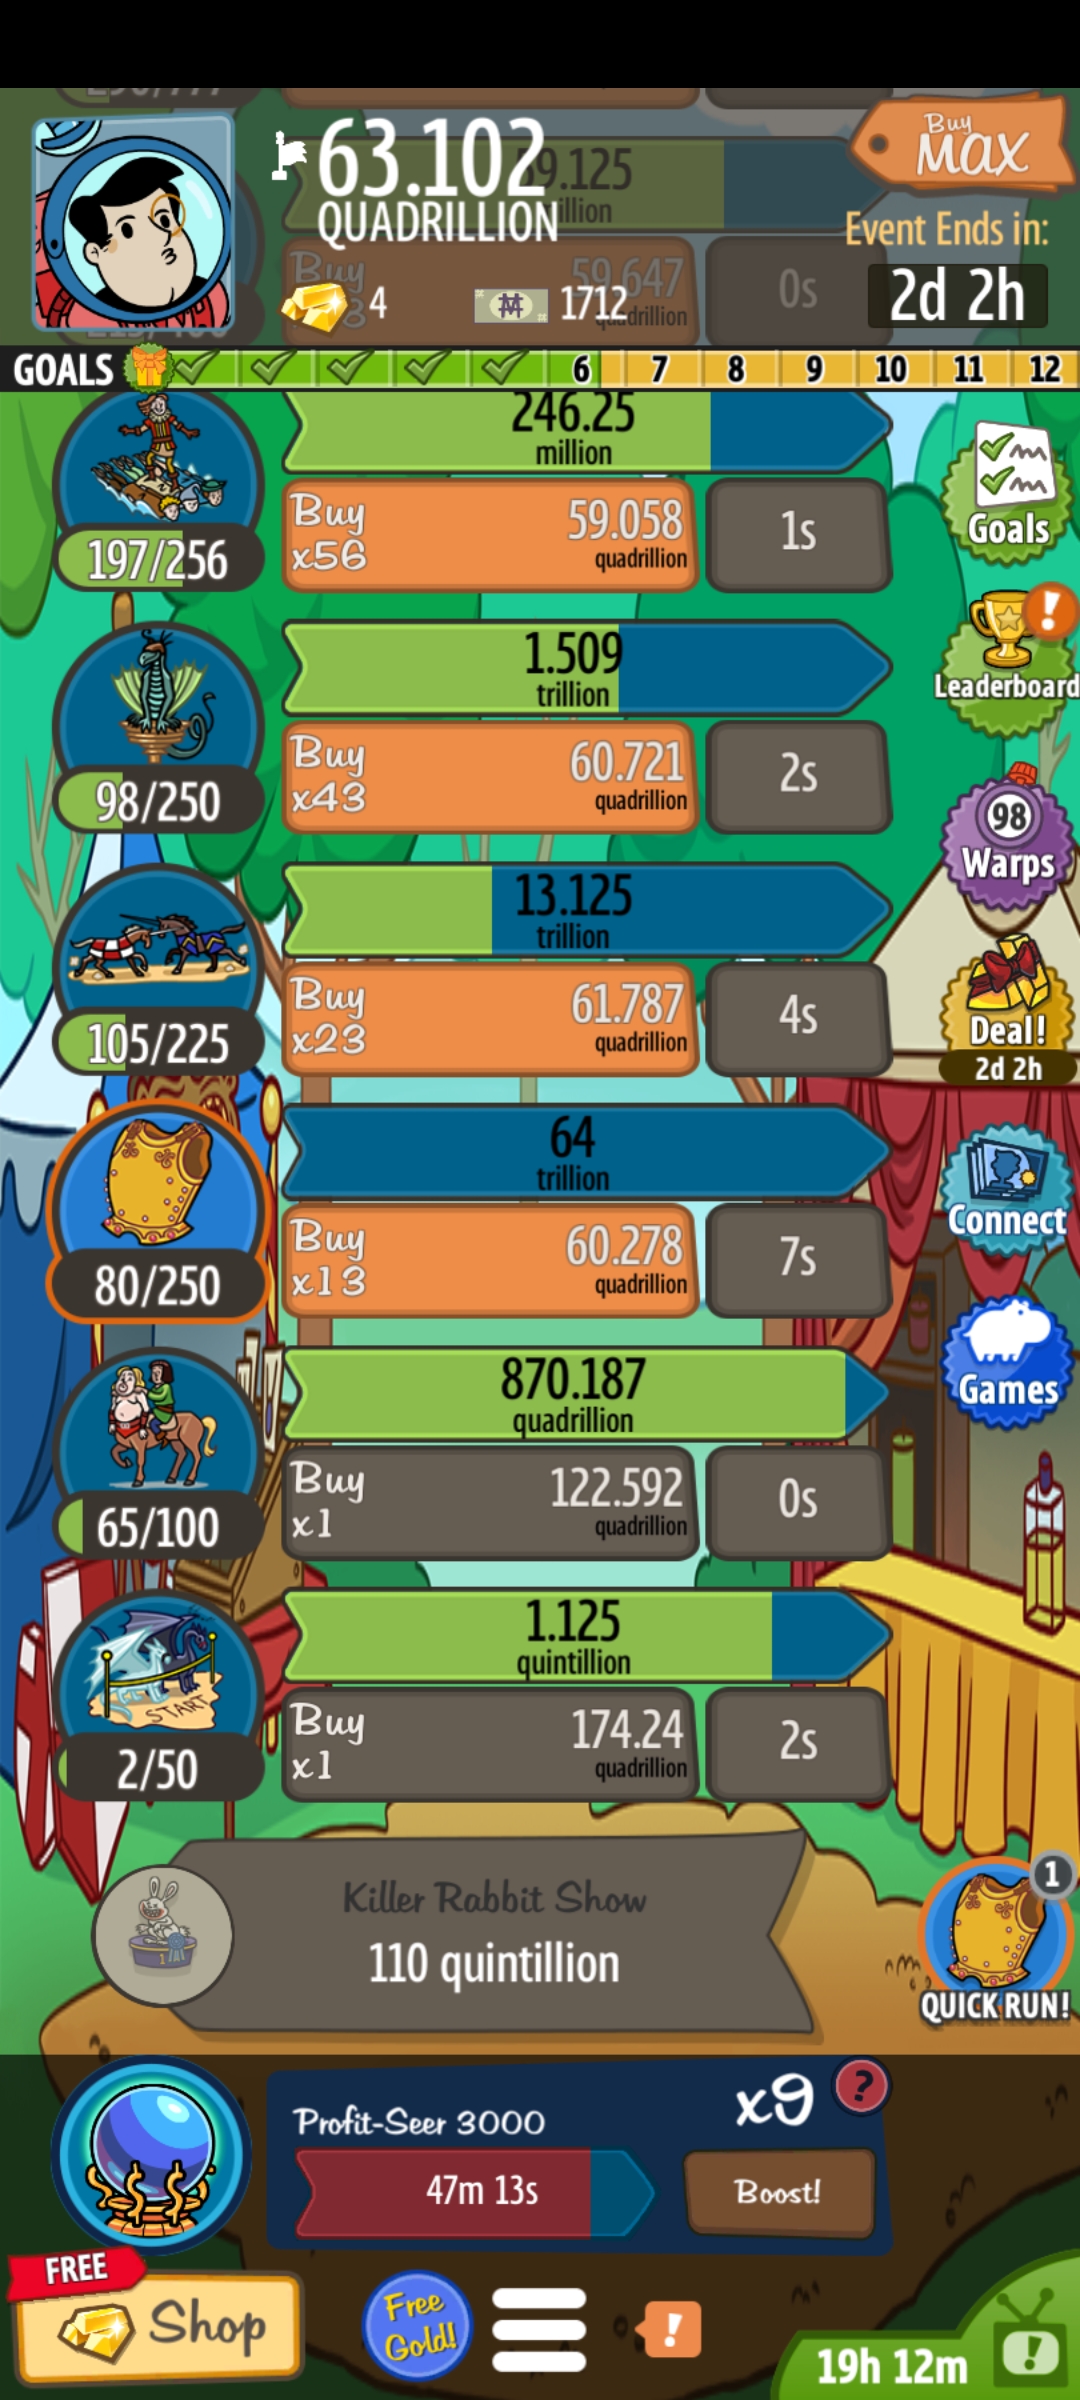 63.102
QUADRILLION
59.125
Buy
MAX
Event Ends in:
2d 2h
Buy
59.647
0s
4
1712
GOALS
6
7
8
9
10
11
12
246.25
million
Buy
x56
59.058
quadrillion
1s
197/256
Goals
1.509
trillion
Buy
x43
60.721
quadrillion
2s
98/250
Leaderboard
!
98
Warps
13.125
trillion
Buy
x23
61.787
quadrillion
4s
105/225
Deal!
2d 2h
64
trillion
Buy
x13
60.278
quadrillion
7s
80/250
Connect
870.187
quadrillion
Buy
x1
122.592
quadrillion
0s
65/100
Games
1.125
quintillion
Buy
x1
174.24
quadrillion
2s
2/50
START
Killer Rabbit Show
110 quintillion
1
QUICK RUN!
Profit-Seer 3000
x9
?
47m 13s
Boost!
FREE
Shop
Free
Gold!
!
19h 12m
!